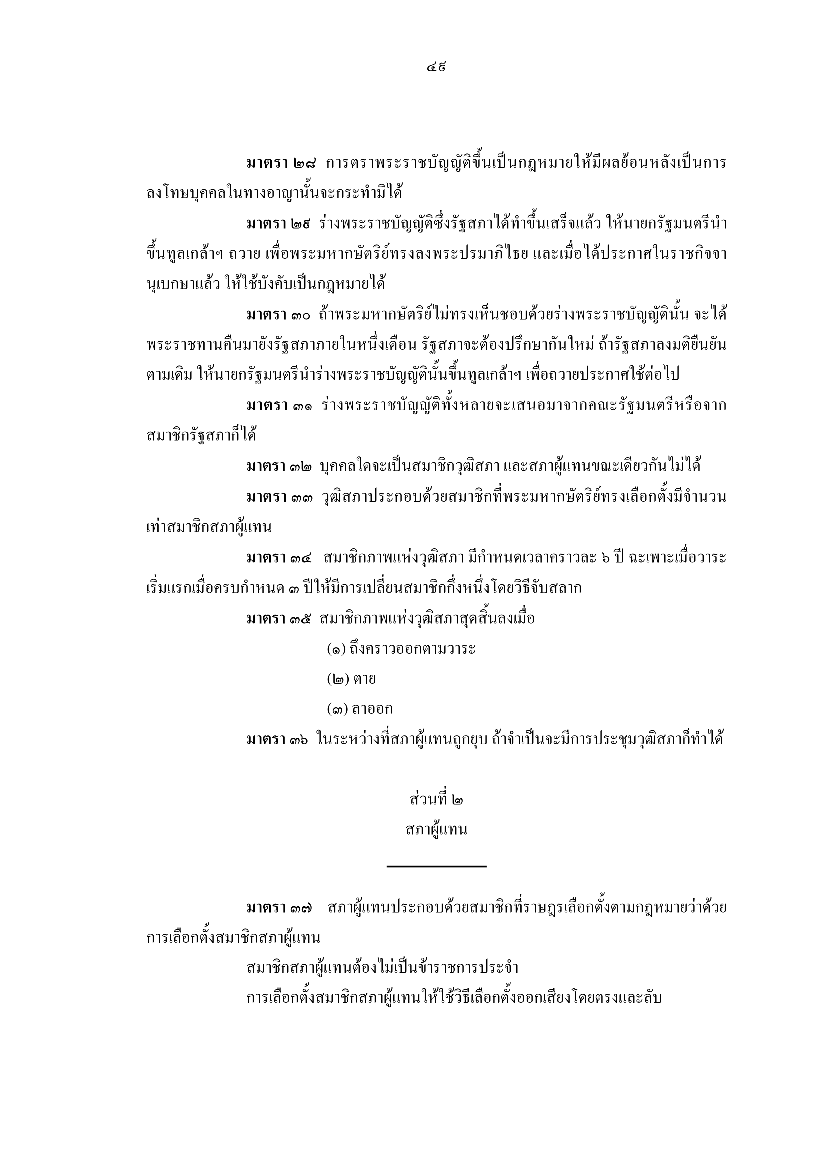 ๔๙
มาตรา ๒๘ การตราพระราชบัญญัติขึ้นเป็นกฎหมายให้มีผลย้อนหลังเป็นการ
ลงโทษบุคคลในทางอาญานั้นจะกระทำมิได้
มาตรา ๒๙ ร่างพระราชบัญญัติซึ่งรัฐสภาได้ทำขึ้นเสร็จแล้ว ให้นายกรัฐมนตรีนำ
ขึ้นทูลเกล้าฯ ถวาย เพื่อพระมหากษัตริย์ทรงลงพระปรมาภิไธย และเมื่อได้ประกาศในราชกิจจา
นุเบกษาแล้ว ให้ใช้บังคับเป็นกฎหมายได้
มาตรา ๓๐ ถ้าพระมหากษัตริย์ไม่ทรงเห็นชอบด้วยร่างพระราชบัญญัตินั้น จะได้
พระราชทานคืนมายังรัฐสภาภายในหนึ่งเดือน รัฐสภาจะต้องปรึกษากันใหม่ ถ้ารัฐสภาลงมติยืนยัน
ตามเดิม ให้นายกรัฐมนตรีนำร่างพระราชบัญญัตินั้นขึ้นทูลเกล้าฯ เพื่อถวายประกาศใช้ต่อไป
มาตรา ๓๑ ร่างพระราชบัญญัติทั้งหลายจะเสนอมาจากคณะรัฐมนตรีหรือจาก
สมาชิกรัฐสภาก็ได้
มาตรา ๓๒ บุคคลใดจะเป็นสมาชิกวุฒิสภา และสภาผู้แทนขณะเดียวกันไม่ได้
มาตรา ๓๓ วุฒิสภาประกอบด้วยสมาชิกที่พระมหากษัตริย์ทรงเลือกตั้งมีจำนวน
เท่าสมาชิกสภาผู้แทน
มาตรา ๓๔ สมาชิกภาพแห่งวุฒิสภา มีกำหนดเวลาคราวละ ๖ ปี ฉะเพาะเมื่อวาระ
เริ่มแรกเมื่อครบกำหนด ๓ ปีให้มีการเปลี่ยนสมาชิกกึ่งหนึ่งโดยวิธีจับสลาก
มาตรา ๓๕ สมาชิกภาพแห่งวุฒิสภาสุดสิ้นลงเมื่อ
(๑) ถึงคราวออกตามวาระ
(๒) ตาย
(๓) ลาออก
มาตรา ๓๖ ในระหว่างที่สภาผู้แทนถูกยุบ ถ้าจำเป็นจะมีการประชุมวุฒิสภาก็ทำได้
ส่วนที่ ๒
สภาผู้แทน
มาตรา ๓๗ สภาผู้แทนประกอบด้วยสมาชิกที่ราษฎรเลือกตั้งตามกฎหมายว่าด้วย
การเลือกตั้งสมาชิกสภาผู้แทน
สมาชิกสภาผู้แทนต้องไม่เป็นข้าราชการประจำ
การเลือกตั้งสมาชิกสภาผู้แทนให้ใช้วิธีเลือกตั้งออกเสียงโดยตรงและลับ